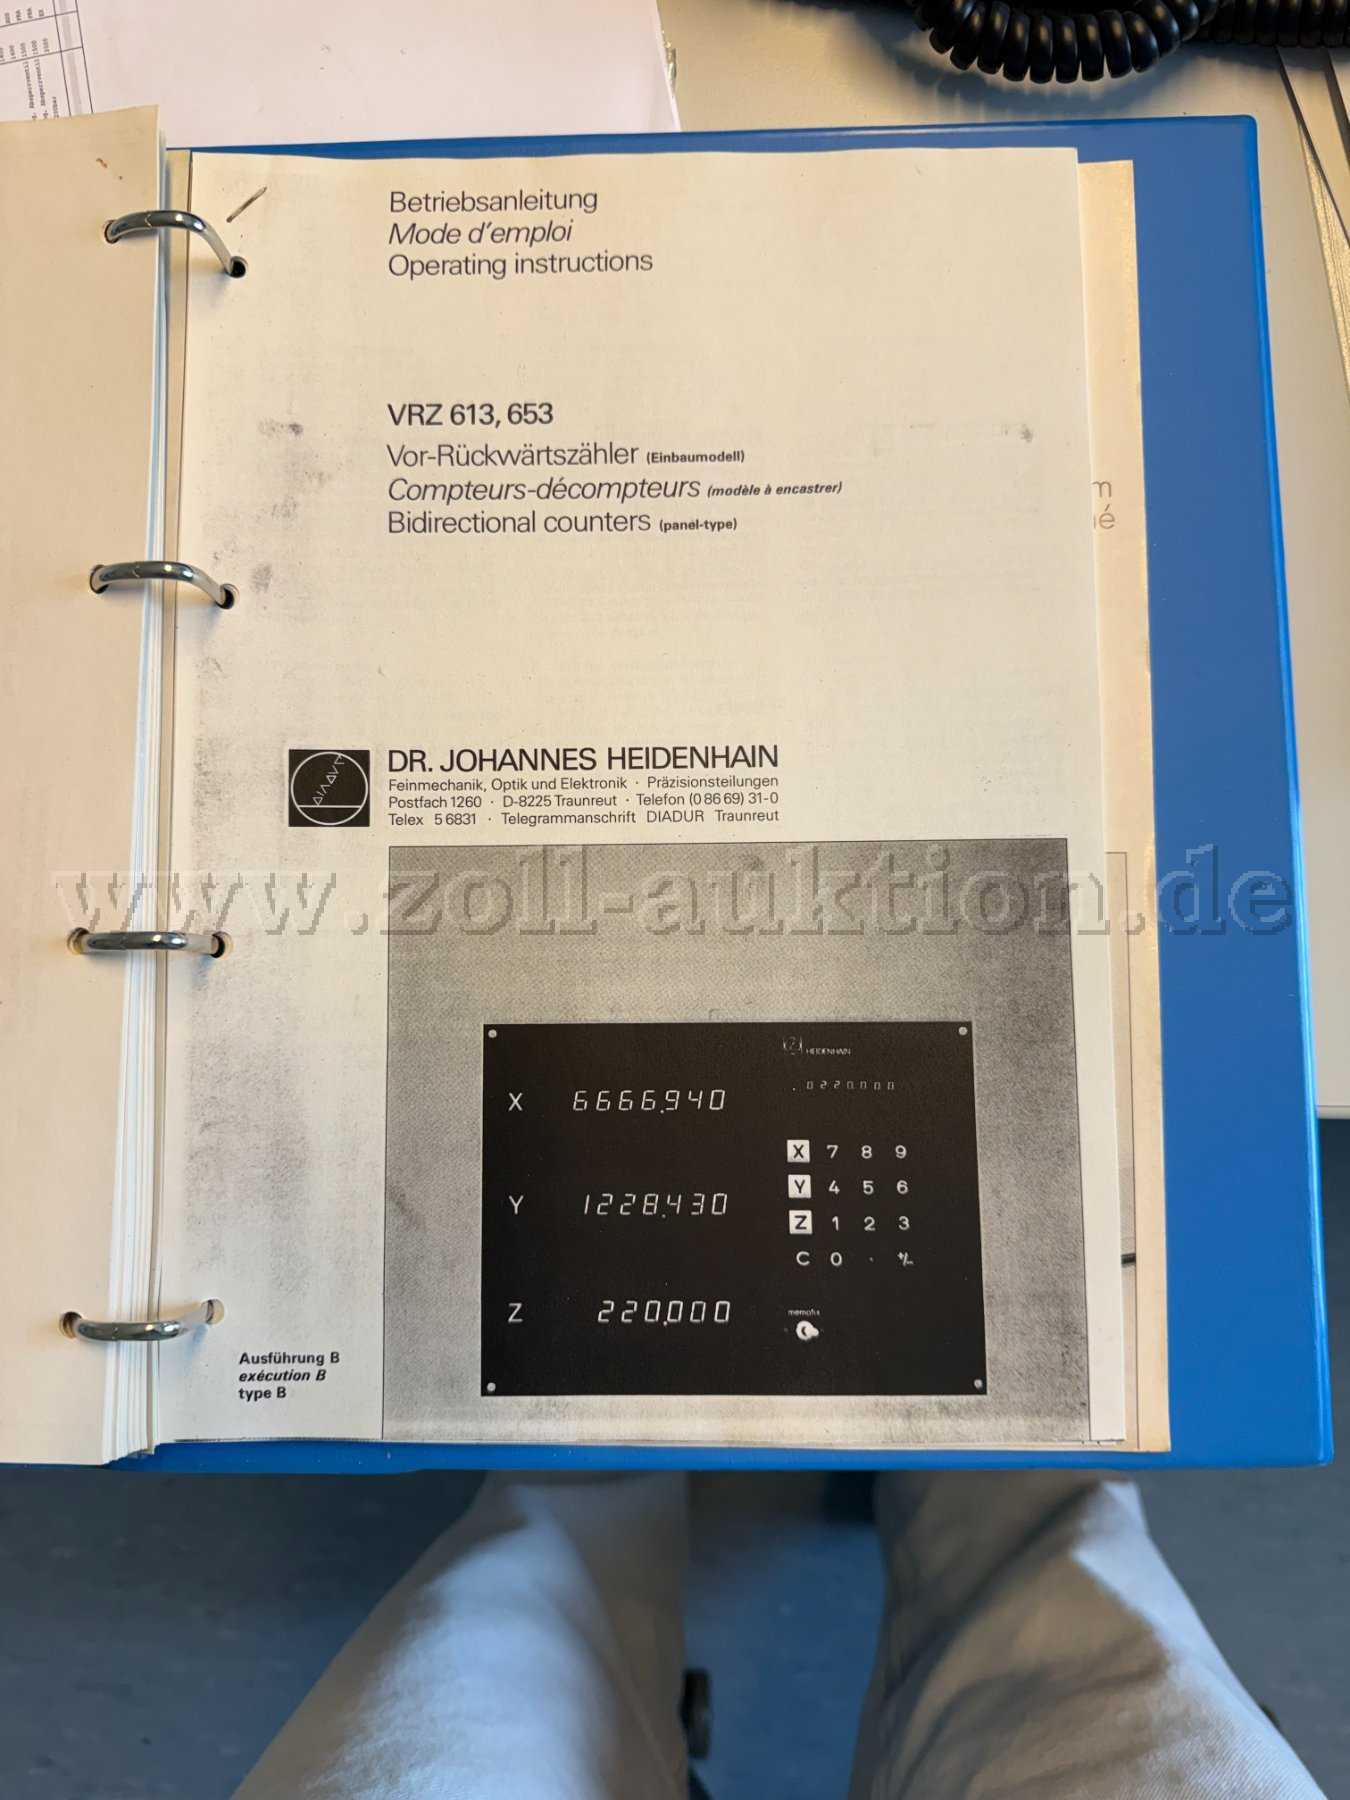 Betriebsanleitung
Mode d'emploi
Operating instructions
VRZ 613, 653
Vor-Rückwärtszähler (Einbaumodell)
Compteurs-décompteurs (modèle à encastrer)
Bidirectional counters (panel-type)
DIADUR
DR. JOHANNES HEIDENHAIN
Feinmechanik, Optik und Elektronik · Präzisionsteilungen
Postfach 1260 · D-8225 Traunreut · Telefon (0 86 69) 31-0
Telex 5 6831 · Telegrammanschrift DIADUR Traunreut
www.zoll-auktion.de
HEIDENHAIN
X 6666.940
.0220000
X 7 8 9
Y 1228.430
Y 4 5 6
Z 1 2 3
C 0 . +/-
Z 220.000
memofix
Ausführung B
exécution B
type B